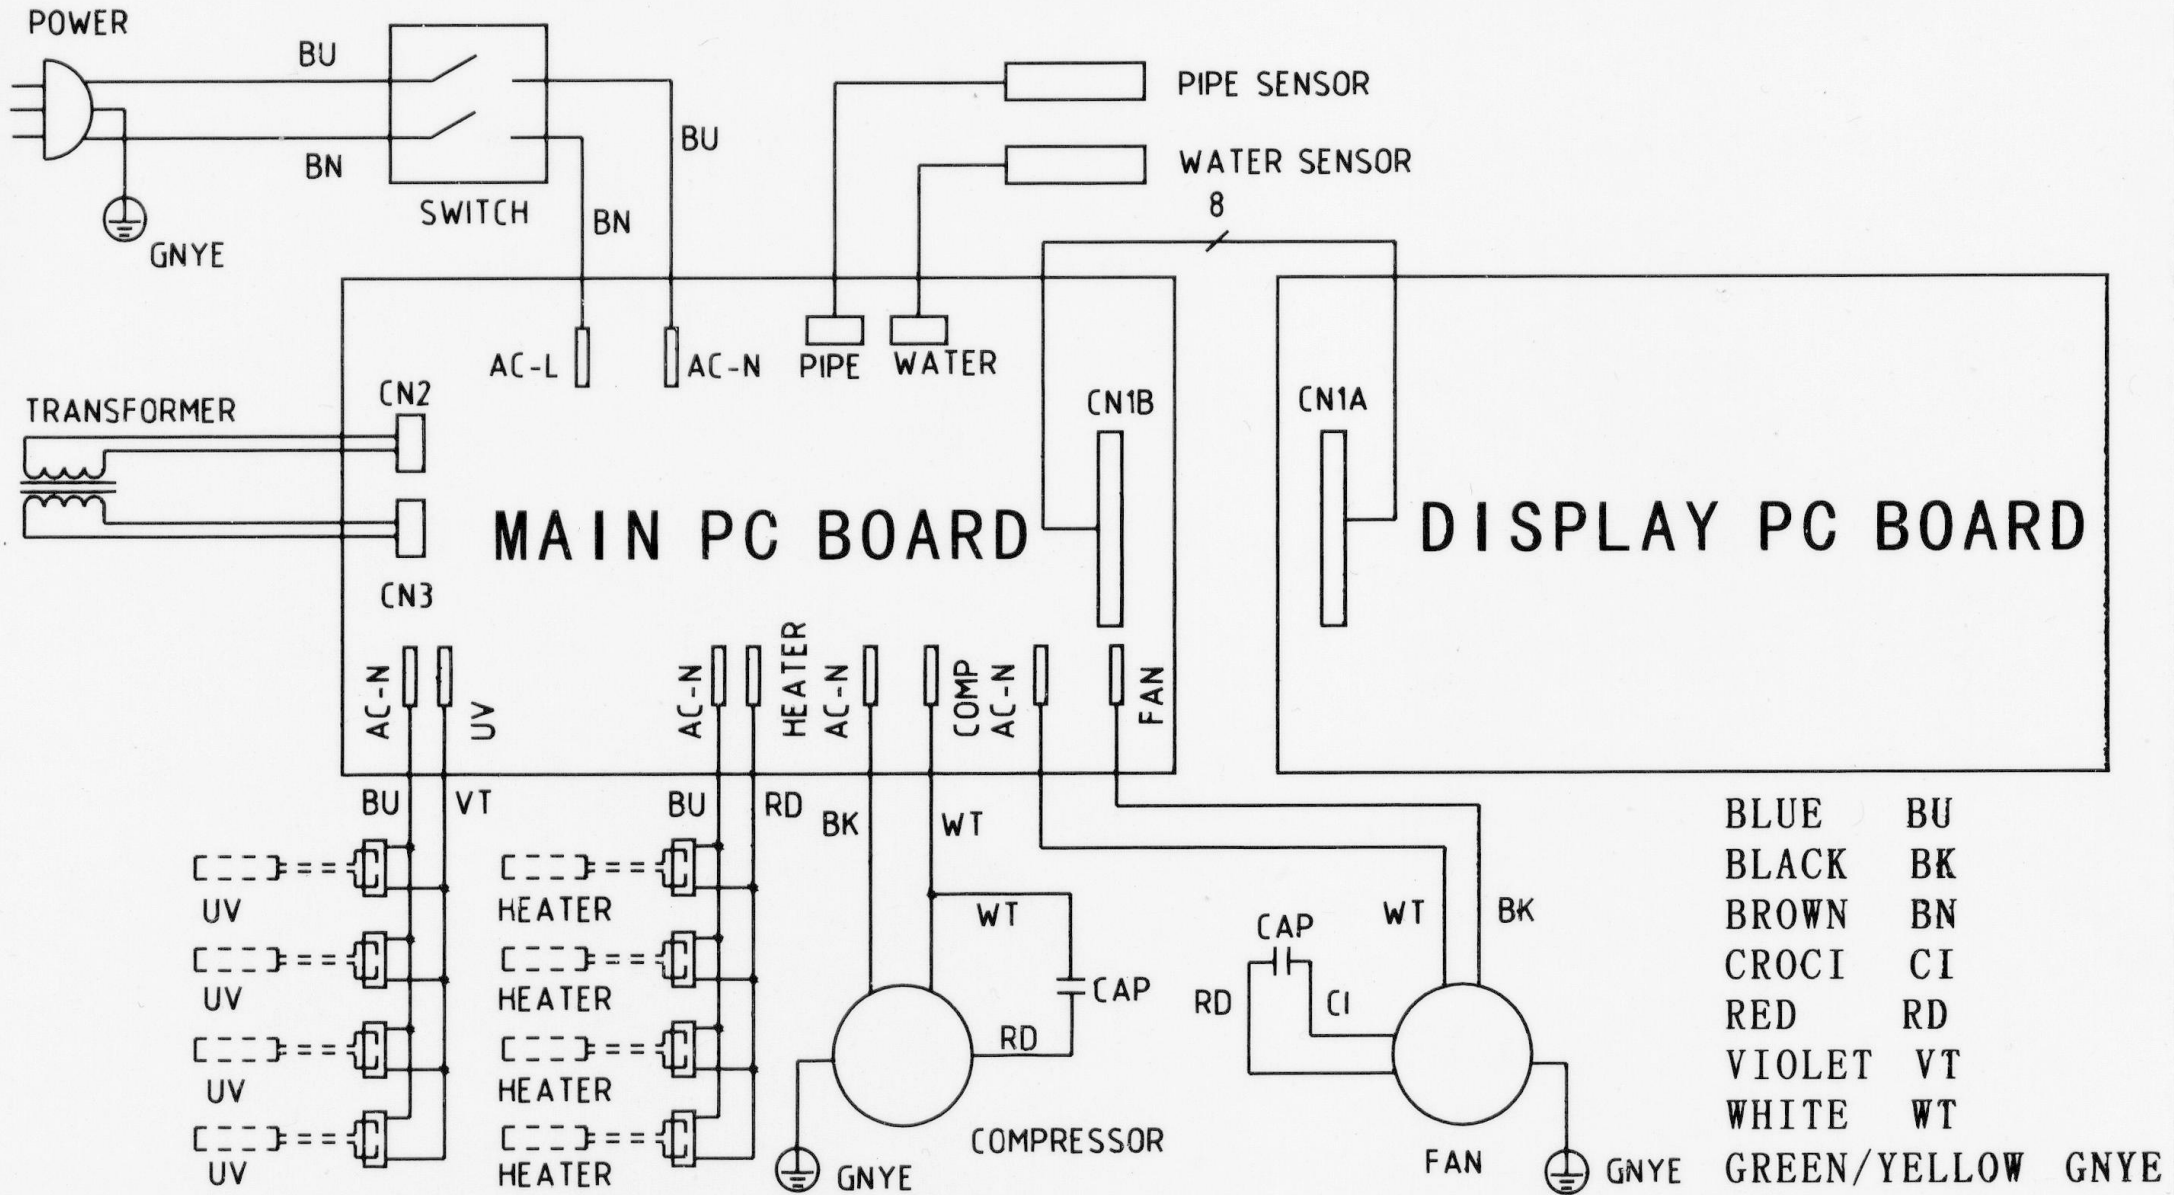 POWER
BU
BN
GNYE
SWITCH
BU
BN
PIPE SENSOR
WATER SENSOR
8
AC-L
AC-N
PIPE
WATER
CN2
TRANSFORMER
CN3
CN1B
CN1A
MAIN PC BOARD
DISPLAY PC BOARD
AC-N
UV
AC-N
HEATER
AC-N
COMP
AC-N
FAN
BU
VT
BU
RD
BK
WT
UV
UV
UV
UV
HEATER
HEATER
HEATER
HEATER
WT
CAP
RD
COMPRESSOR
GNYE
CAP
RD
CI
WT
BK
FAN
GNYE
BLUE BU
BLACK BK
BROWN BN
CROCI CI
RED RD
VIOLET VT
WHITE WT
GREEN/YELLOW GNYE